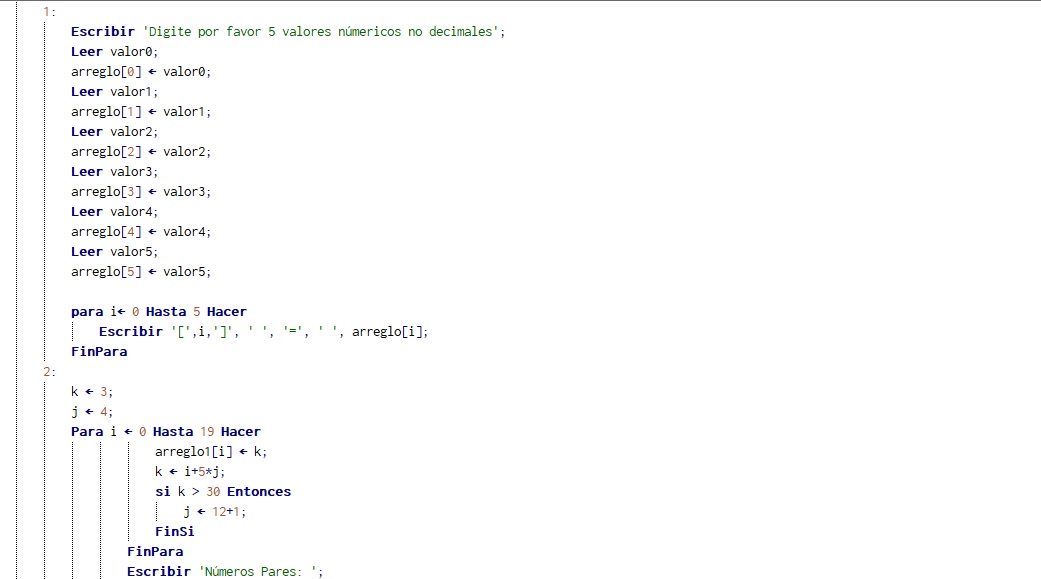 1:
Escribir 'Digite por favor 5 valores númericos no decimales';
Leer valor0;
arreglo[0] ← valor0;
Leer valor1;
arreglo[1] ← valor1;
Leer valor2;
arreglo[2] ← valor2;
Leer valor3;
arreglo[3] ← valor3;
Leer valor4;
arreglo[4] ← valor4;
Leer valor5;
arreglo[5] ← valor5;
para i← 0 Hasta 5 Hacer
Escribir '[',i,']', ' ', '=', ' ', arreglo[i];
FinPara
2:
k ← 3;
j ← 4;
Para i ← 0 Hasta 19 Hacer
arreglo1[i] ← k;
k ← i+5*j;
si k > 30 Entonces
j ← 12+1;
FinSi
FinPara
Escribir 'Números Pares: ';